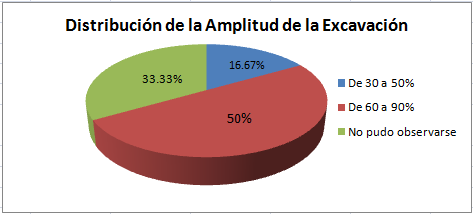 Distribución de la Amplitud de la Excavación
16.67%
33.33%
50%
De 30 a 50%
De 60 a 90%
No pudo observarse